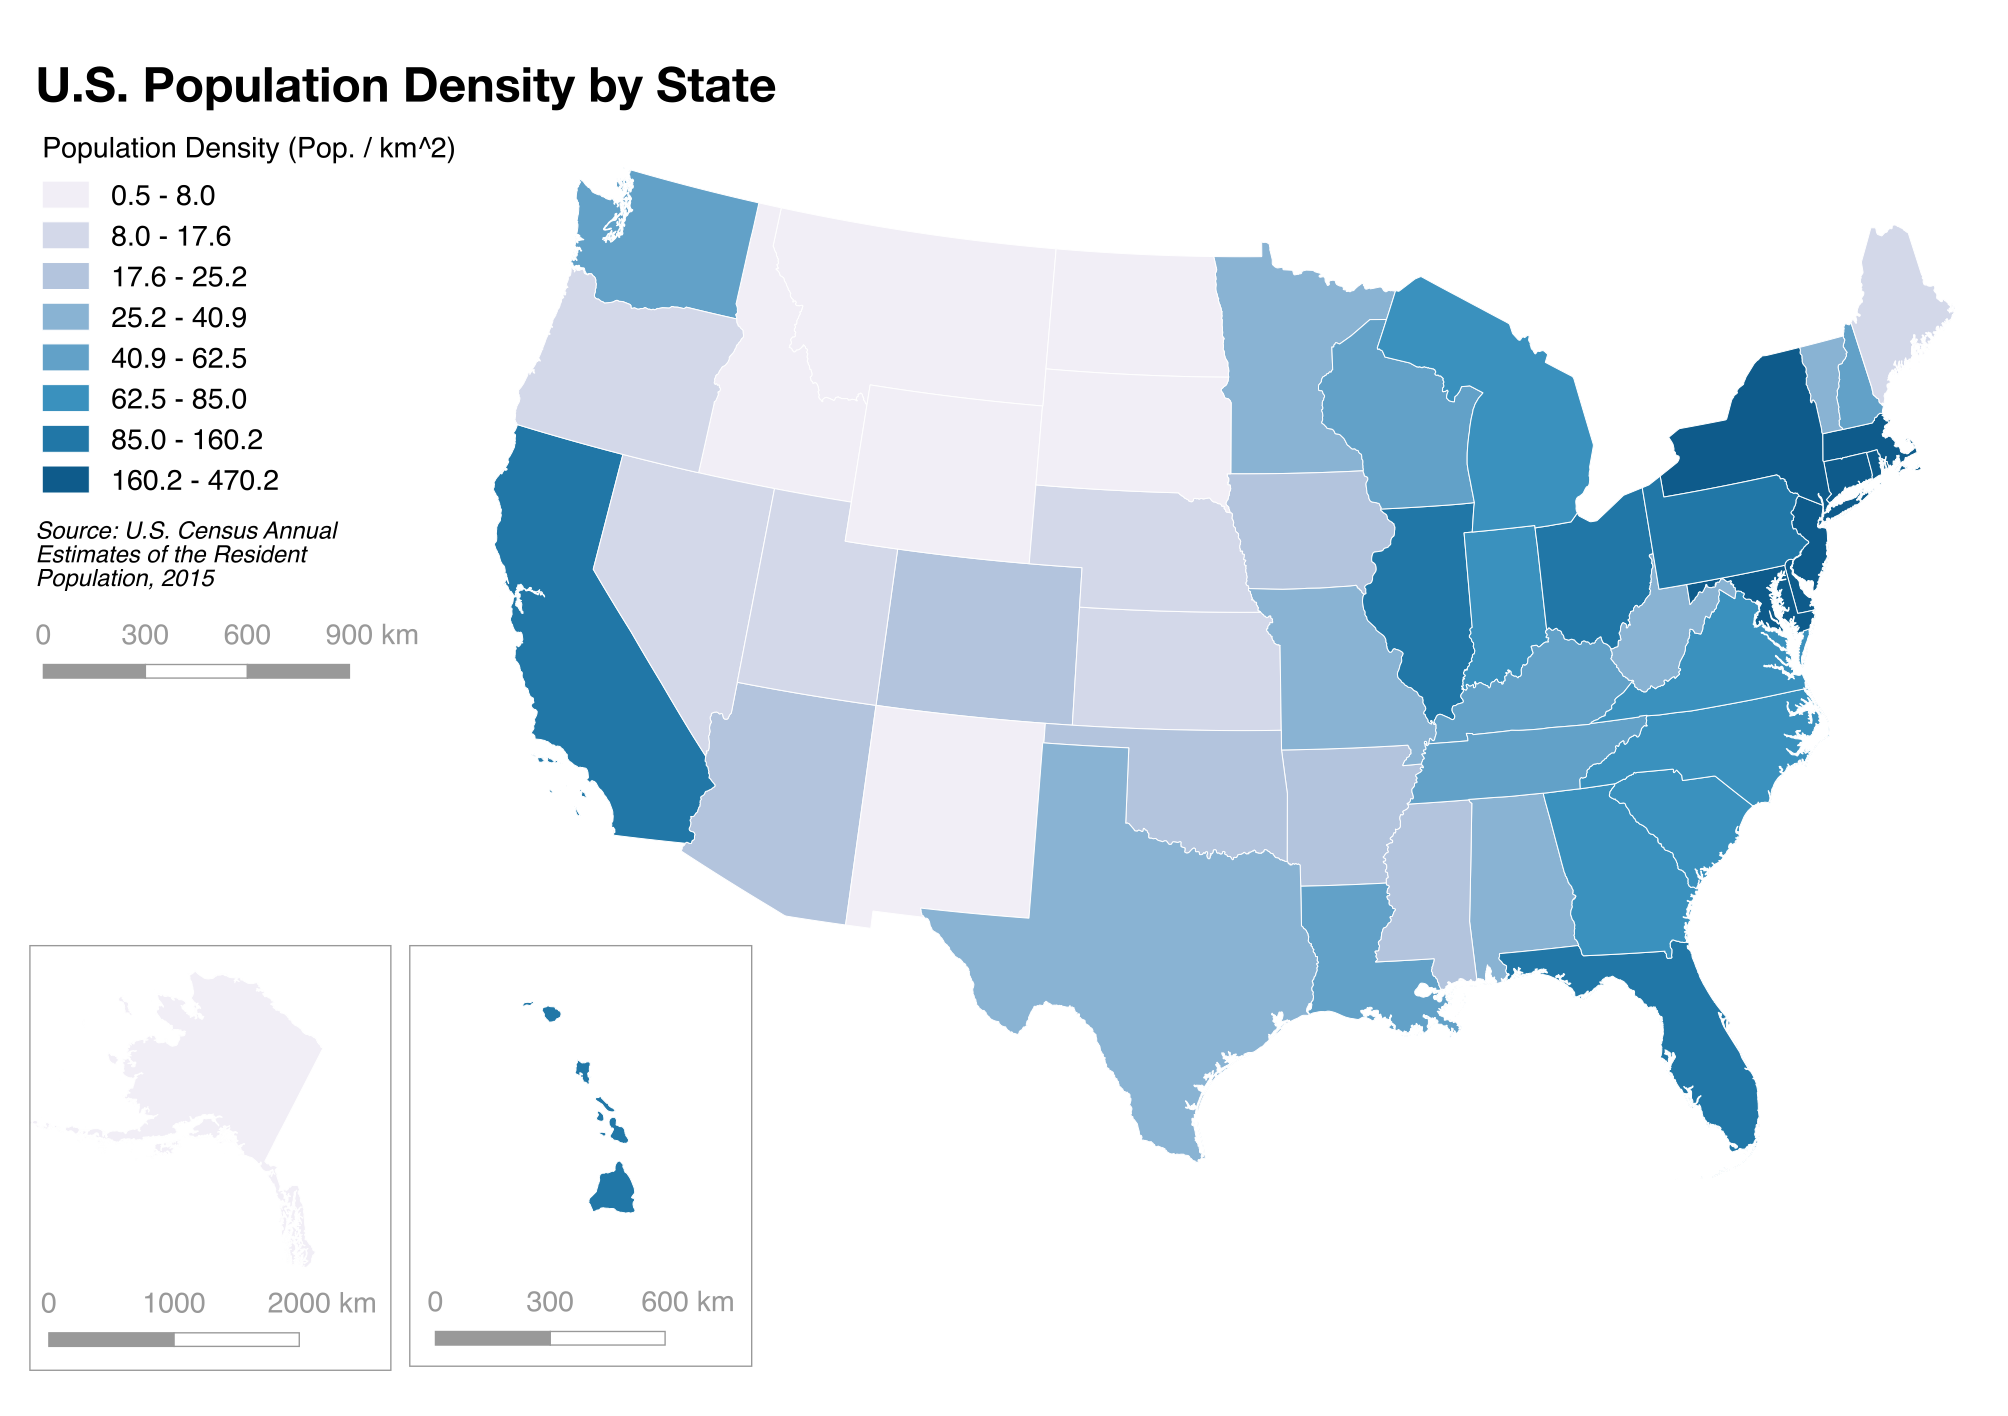 U.S. Population Density by State
Population Density (Pop. / km^2)
0.5 - 8.0
8.0 - 17.6
17.6 - 25.2
25.2 - 40.9
40.9 - 62.5
62.5 - 85.0
85.0 - 160.2
160.2 - 470.2
Source: U.S. Census Annual
Estimates of the Resident
Population, 2015
0 300 600 900 km
0 1000 2000 km
0 300 600 km